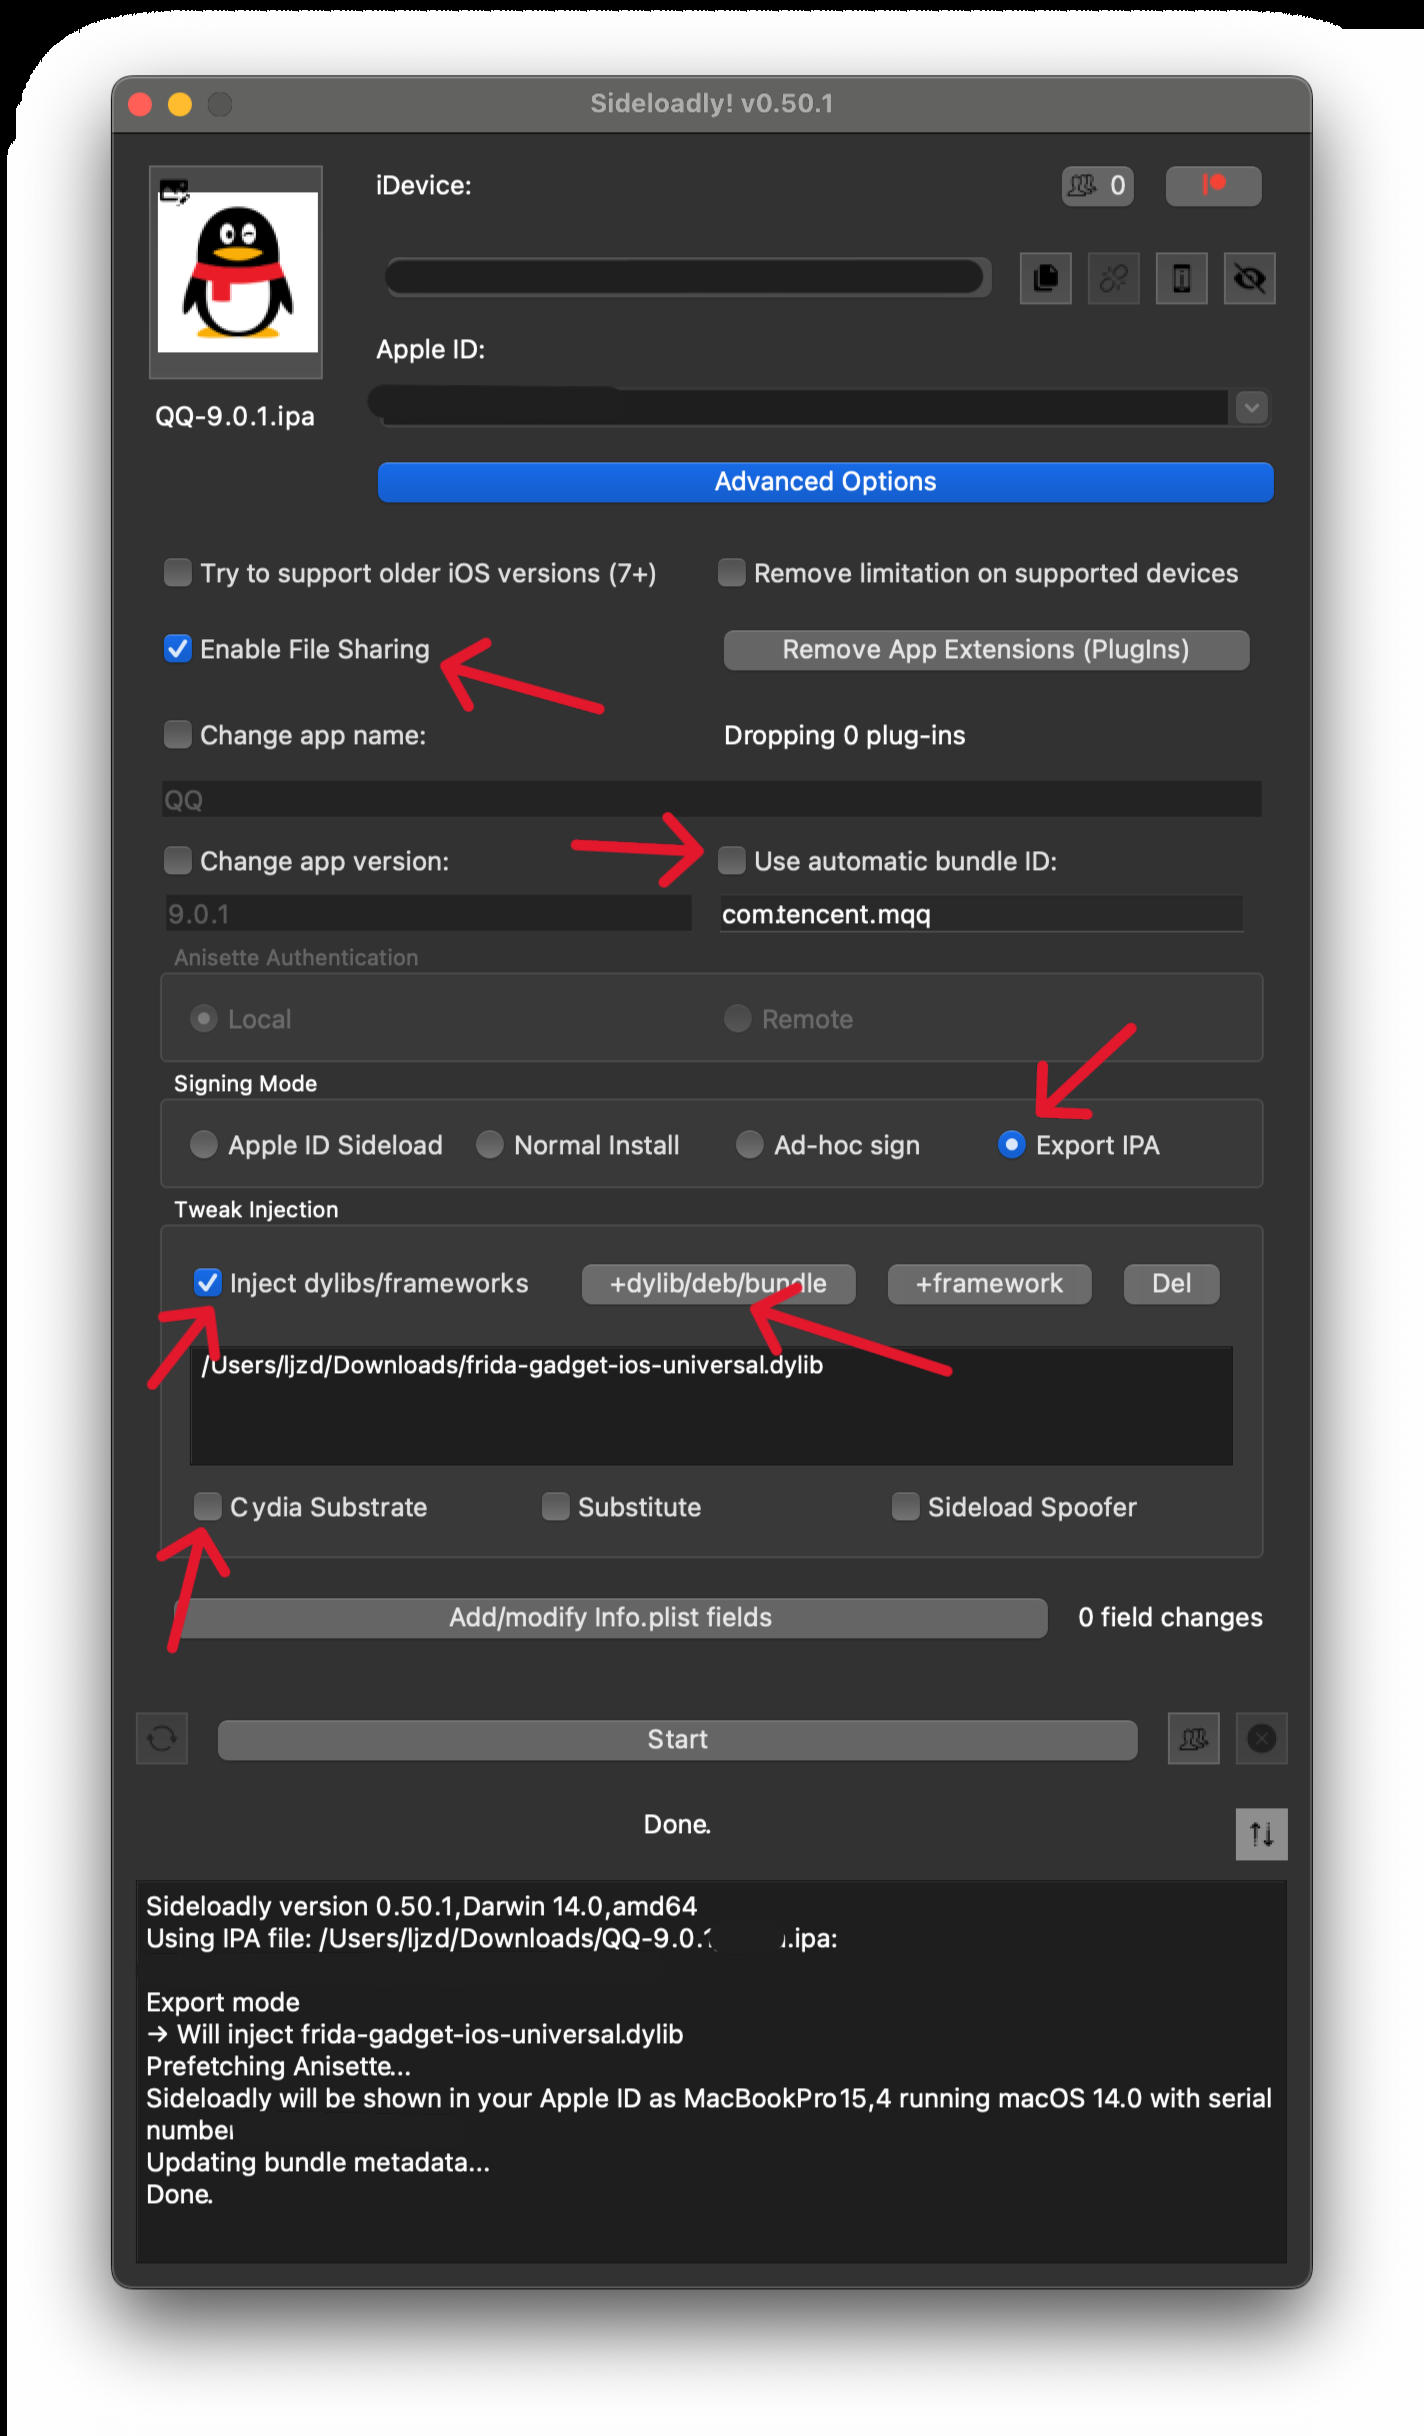 Sideloadly! v0.50.1
iDevice:
0
Apple ID:
QQ-9.0.1.ipa
Advanced Options
Try to support older iOS versions (7+)
Remove limitation on supported devices
Enable File Sharing
Remove App Extensions (PlugIns)
Change app name:
Dropping 0 plug-ins
QQ
Change app version:
Use automatic bundle ID:
9.0.1
com.tencent.mqq
Anisette Authentication
Local
Remote
Signing Mode
Apple ID Sideload
Normal Install
Ad-hoc sign
Export IPA
Tweak Injection
Inject dylibs/frameworks
+dylib/deb/bundle
+framework
Del
/Users/ljzd/Downloads/frida-gadget-ios-universal.dylib
Cydia Substrate
Substitute
Sideload Spoofer
Add/modify Info.plist fields
0 field changes
Start
Done.
Sideloadly version 0.50.1,Darwin 14.0,amd64
Using IPA file: /Users/ljzd/Downloads/QQ-9.0.1 .ipa:
Export mode
→ Will inject frida-gadget-ios-universal.dylib
Prefetching Anisette...
Sideloadly will be shown in your Apple ID as MacBookPro15,4 running macOS 14.0 with serial
number
Updating bundle metadata...
Done.